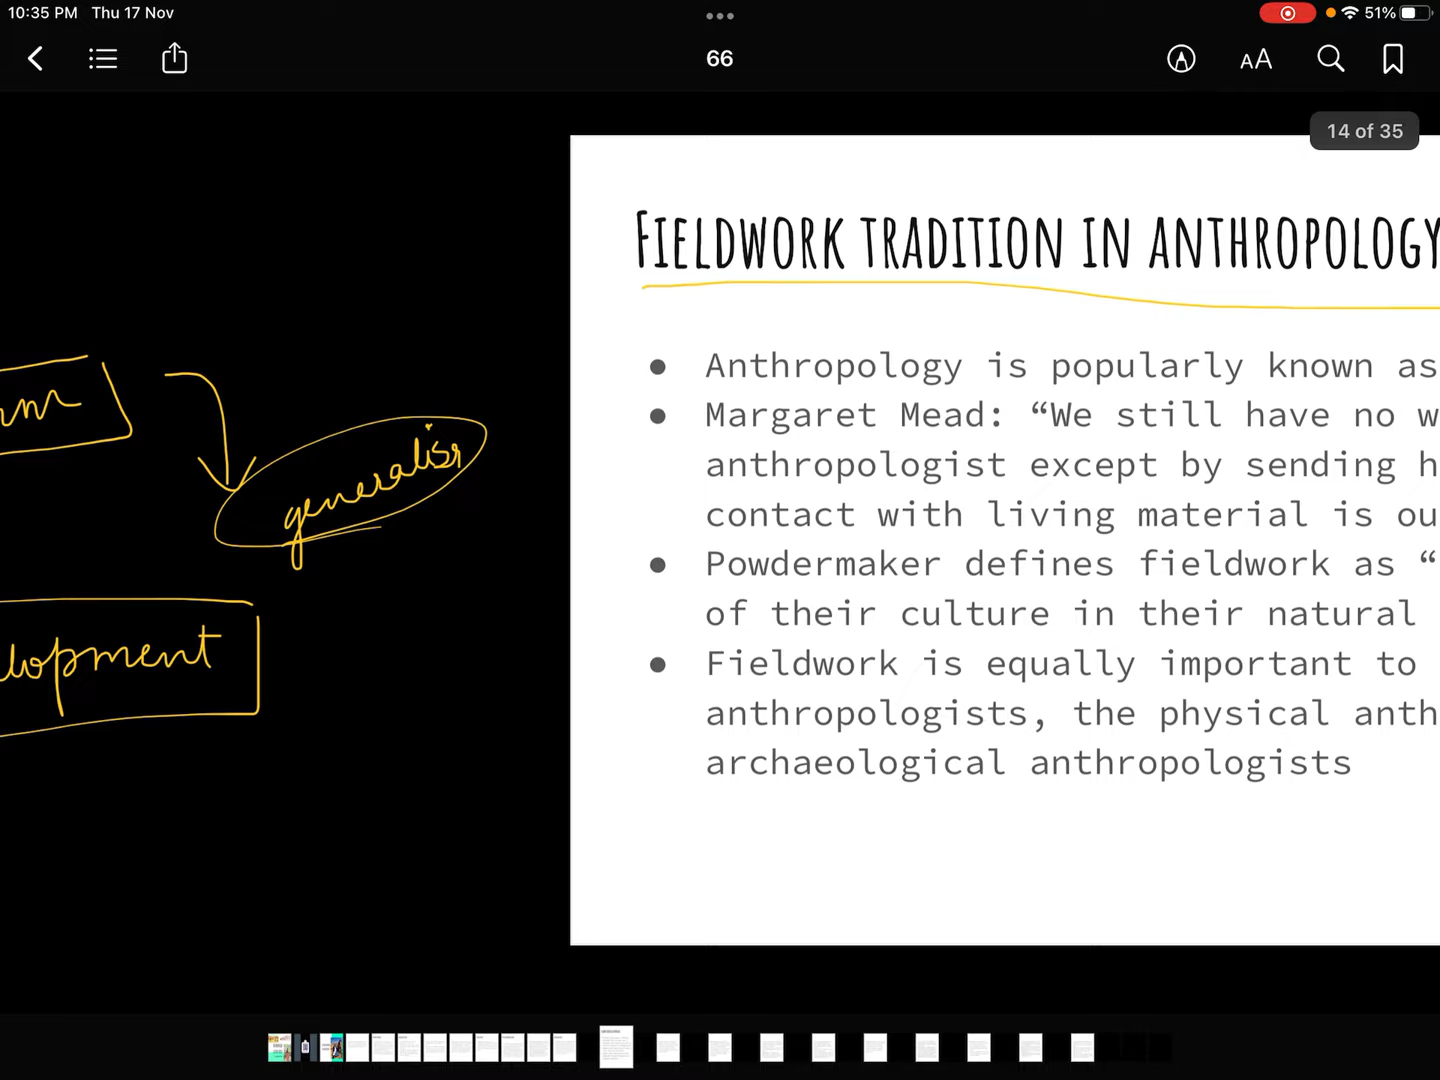 10:35 PM Thu 17 Nov
51%
66
AA
14 of 35
FIELDWORK TRADITION IN ANTHROPOLOGY
generalisn
lopment
● Anthropology is popularly known as
● Margaret Mead: “We still have no w
anthropologist except by sending h
contact with living material is ou
● Powdermaker defines fieldwork as “
of their culture in their natural
● Fieldwork is equally important to
anthropologists, the physical anth
archaeological anthropologists